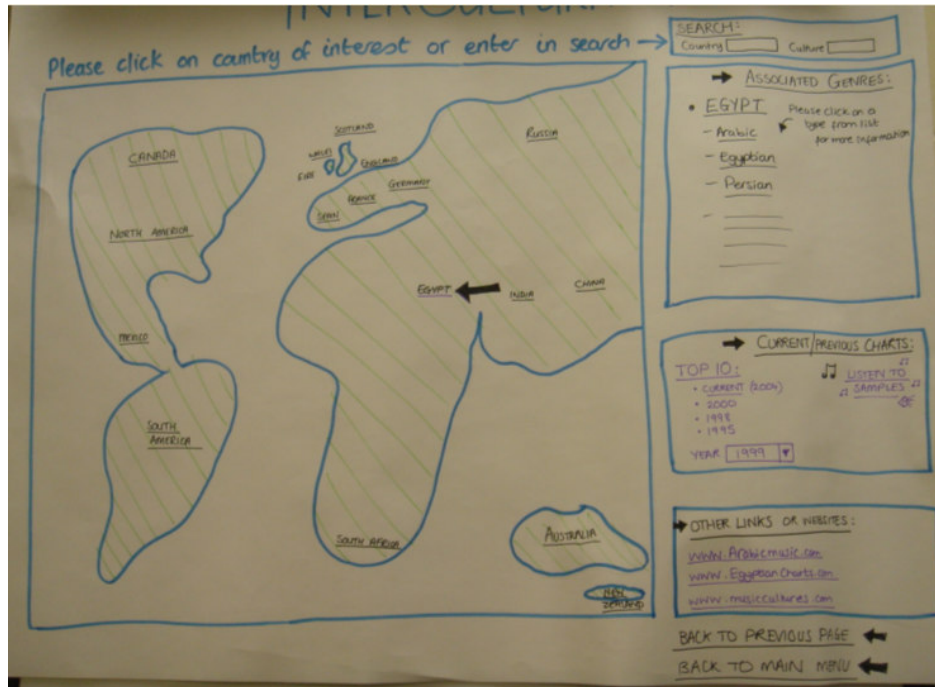 INTERCULTURA
Please click on country of interest or enter in search →
SEARCH:
Country
Culture
CANADA
NORTH AMERICA
MEXICO
SOUTH
AMERICA
SCOTLAND
WALES
EIRE
ENGLAND
GERMANY
FRANCE
SPAIN
RUSSIA
EGYPT
INDIA
CHINA
SOUTH AFRICA
AUSTRALIA
NEW
ZEALAND
→ ASSOCIATED GENRES:
• EGYPT
Please click on a
type from list
for more information
- Arabic
- Egyptian
- Persian
-
→ CURRENT/PREVIOUS CHARTS:
TOP 10:
• CURRENT (2004)
• 2000
• 1998
• 1995
YEAR 1999
LISTEN TO
SAMPLES
→ OTHER LINKS OR WEBSITES:
www.Arabicmusic.com
www.EgyptianCharts.com
www.musiccultures.com
BACK TO PREVIOUS PAGE ←
BACK TO MAIN MENU ←